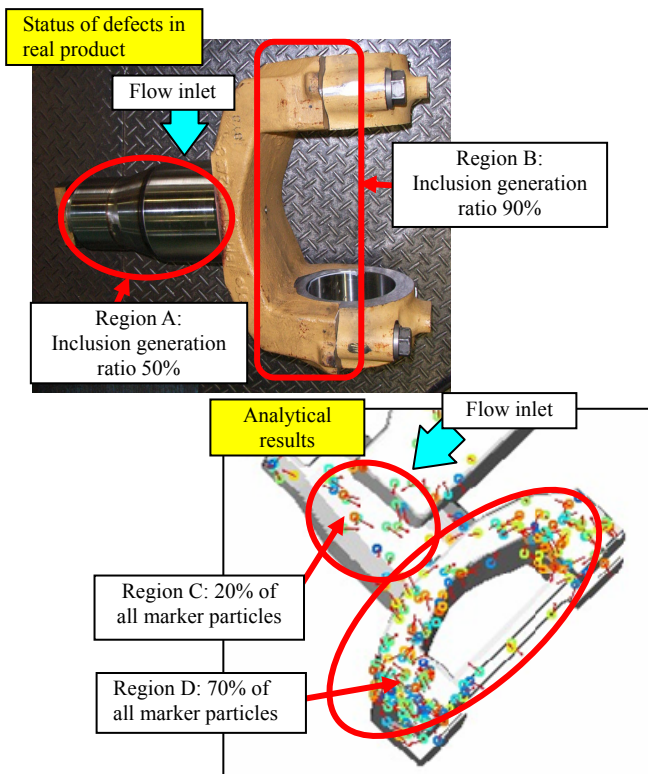 Status of defects in
real product
Flow inlet
Region B:
Inclusion generation
ratio 90%
Region A:
Inclusion generation
ratio 50%
Flow inlet
Analytical
results
Region C: 20% of
all marker particles
Region D: 70% of
all marker particles